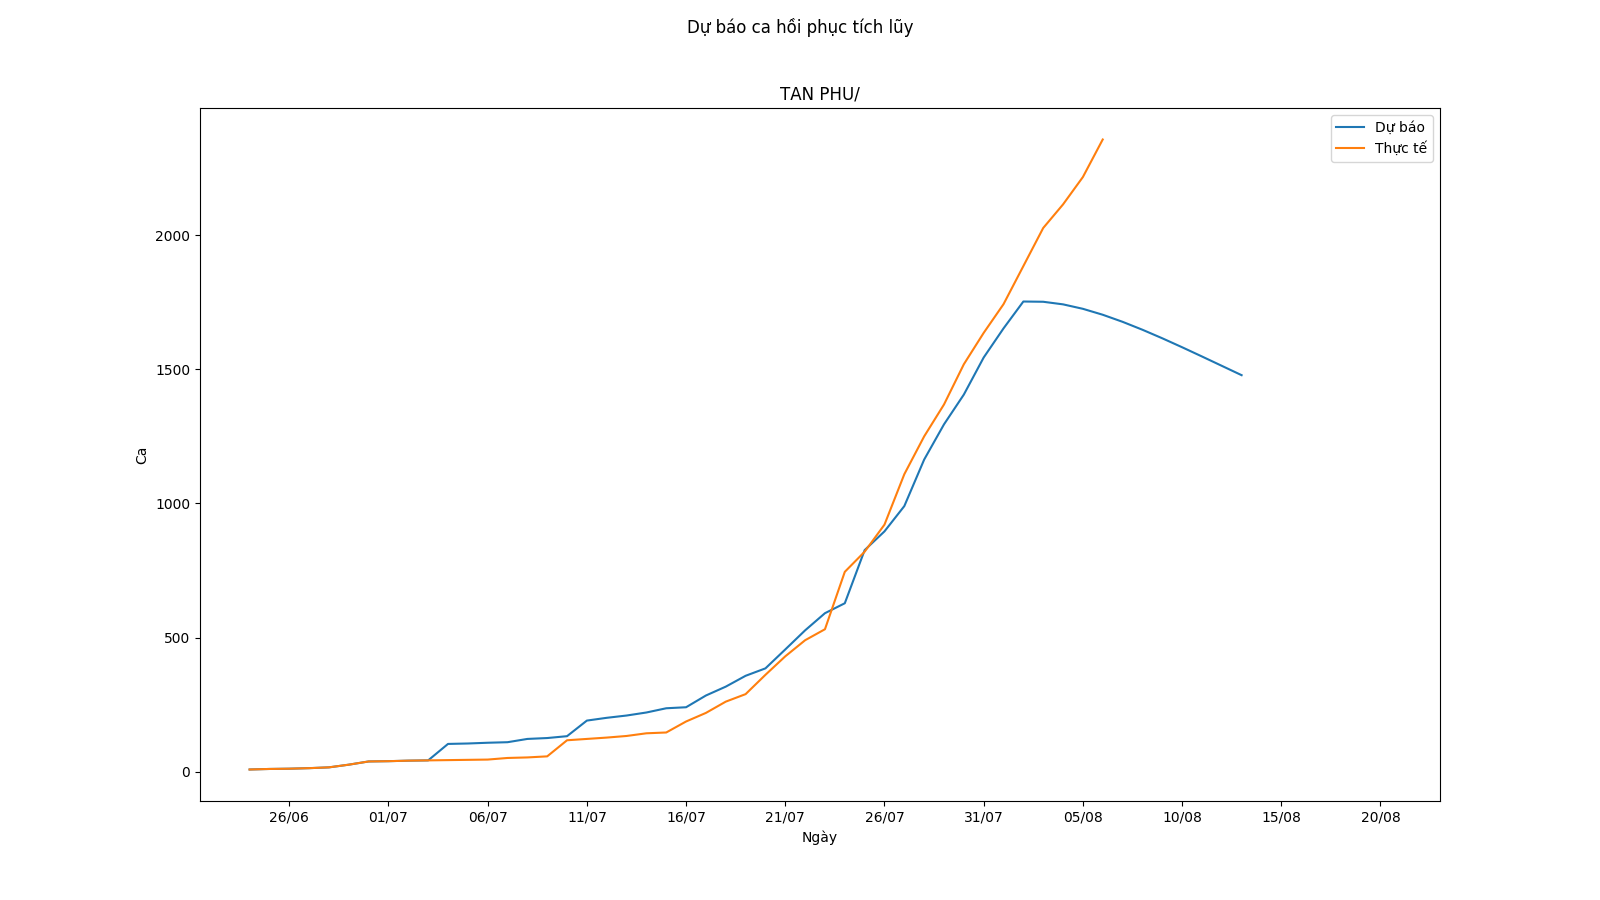 Dự báo ca hồi phục tích lũy
TAN PHU/
Dự báo
Thực tế
2000
1500
1000
500
0
Ca
26/06
01/07
06/07
11/07
16/07
21/07
26/07
31/07
05/08
10/08
15/08
20/08
Ngày